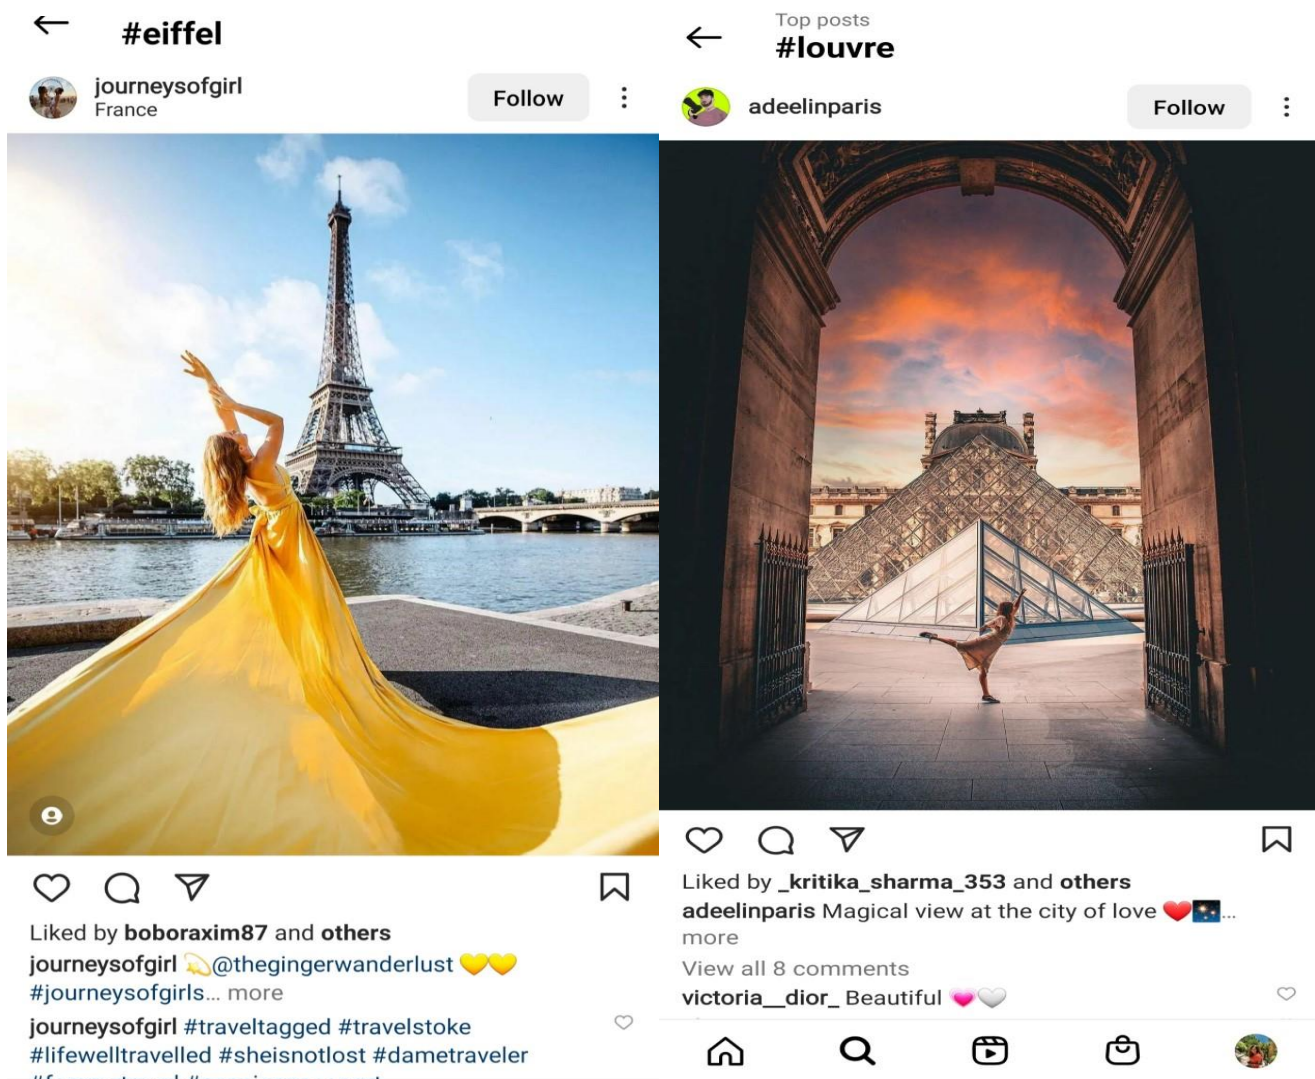 #eiffel
journeysofgirl
France
Follow
Liked by boboraxim87 and others
journeysofgirl 💫@thegingerwanderlust 💛💛
#journeysofgirls... more
journeysofgirl #traveltagged #travelstoke
#lifewelltravelled #sheisnotlost #dametraveler
Top posts
#louvre
adeelinparis
Follow
Liked by _kritika_sharma_353 and others
adeelinparis Magical view at the city of love ❤️🌃...
more
View all 8 comments
victoria__dior_ Beautiful 💗🤍